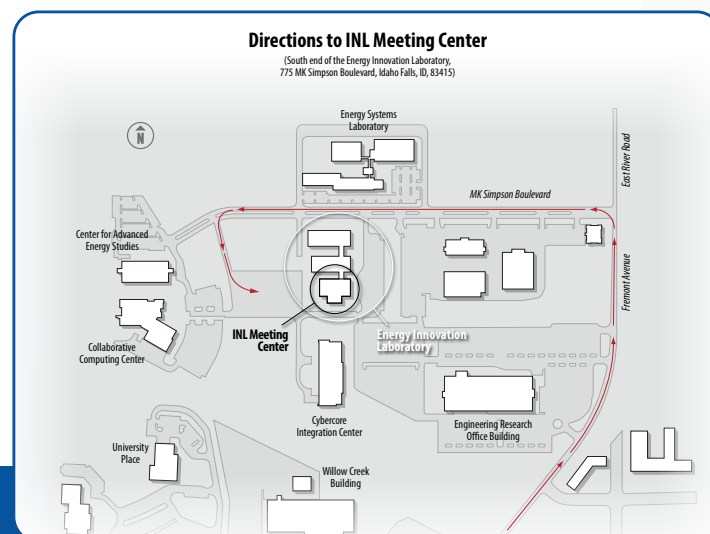 Directions to INL Meeting Center
(South end of the Energy Innovation Laboratory,
775 MK Simpson Boulevard, Idaho Falls, ID, 83415)
Energy Systems
Laboratory
N
East River Road
MK Simpson Boulevard
Center for Advanced
Energy Studies
Fremont Avenue
INL Meeting
Center
Energy Innovation
Laboratory
Collaborative
Computing Center
Cybercore
Integration Center
Engineering Research
Office Building
University
Place
Willow Creek
Building